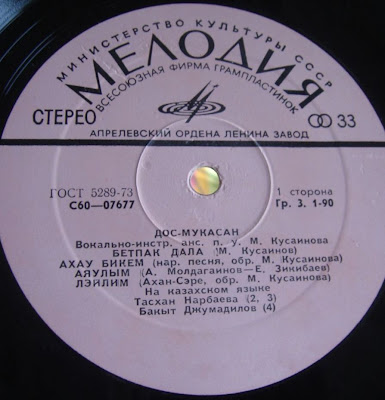 МИНИСТЕРСТВО КУЛЬТУРЫ СССР
МЕЛОДИЯ
ВСЕСОЮЗНАЯ ФИРМА ГРАМПЛАСТИНОК
СТЕРЕО
33
АПРЕЛЕВСКИЙ ОРДЕНА ЛЕНИНА ЗАВОД
ГОСТ 5289-73
С60—07677
1 сторона
Гр. 3. 1-90
ДОС-МУКАСАН
Вокально-инстр. анс. п. у. М. Кусаинова
БЕТПАК ДАЛА (М. Кусаинов)
АХАУ БИКЕМ (нар. песня, обр. М. Кусаинова)
АЯУЛЫМ (А. Молдагаинов—Е. Зикибаев)
ЛЭЙЛИМ (Ахан-Сэре, обр. М. Кусаинова)
На казахском языке
Тасхан Нарбаева (2, 3)
Бакыт Джумадилов (4)